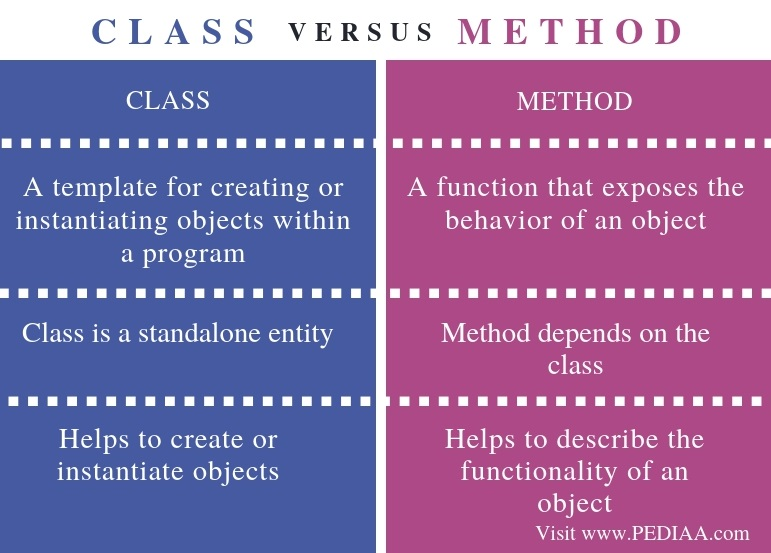 CLASS VERSUS METHOD
CLASS
A template for creating or
instantiating objects within
a program
Class is a standalone entity
Helps to create or
instantiate objects
METHOD
A function that exposes the
behavior of an object
Method depends on the
class
Helps to describe the
functionality of an
object
Visit www.PEDIAA.com